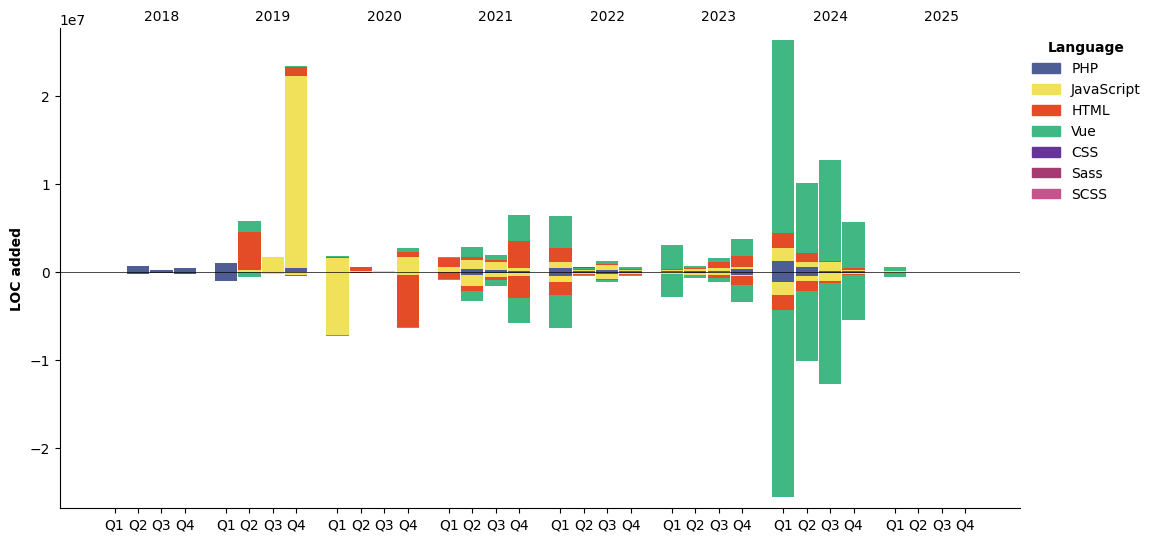 2018 2019 2020 2021 2022 2023 2024 2025
1e7
Language
PHP
JavaScript
HTML
Vue
CSS
Sass
SCSS
LOC added
2
1
0
−1
−2
Q1 Q2 Q3 Q4 Q1 Q2 Q3 Q4 Q1 Q2 Q3 Q4 Q1 Q2 Q3 Q4 Q1 Q2 Q3 Q4 Q1 Q2 Q3 Q4 Q1 Q2 Q3 Q4 Q1 Q2 Q3 Q4